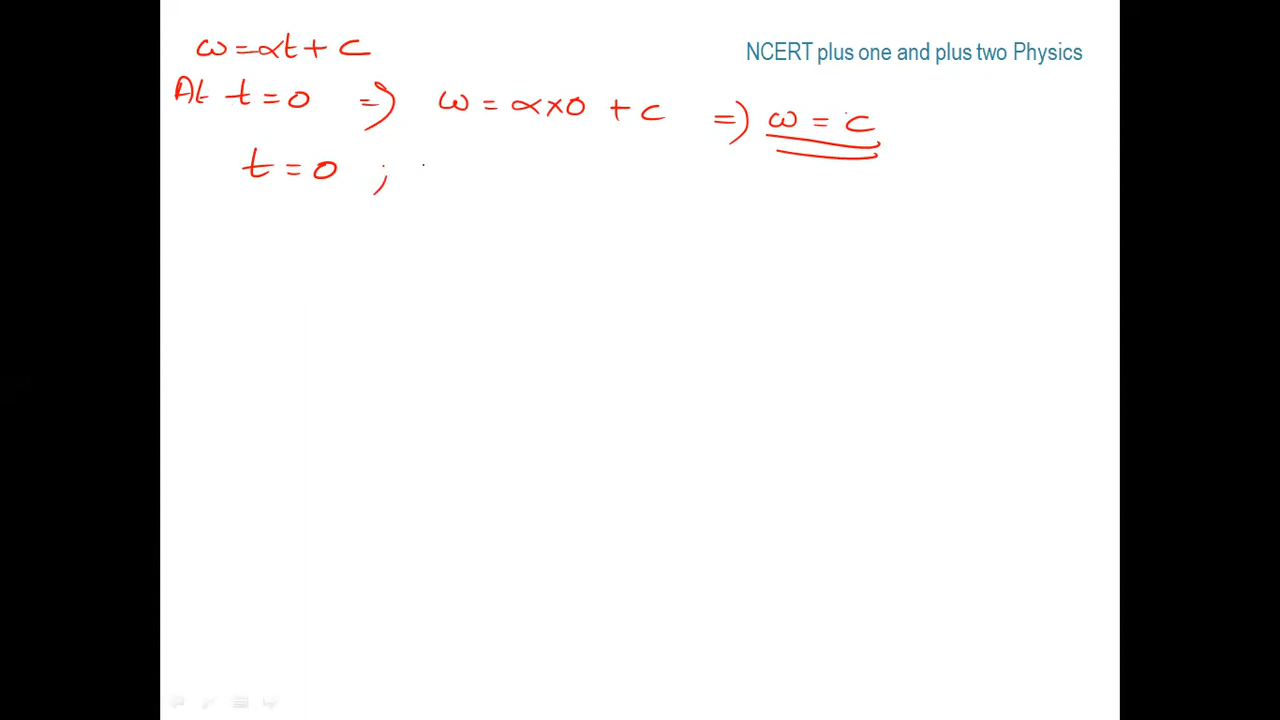 ω = αt + c
NCERT plus one and plus two Physics
At t = 0 => ω = α×0 + c => ω = c
t = 0 ;